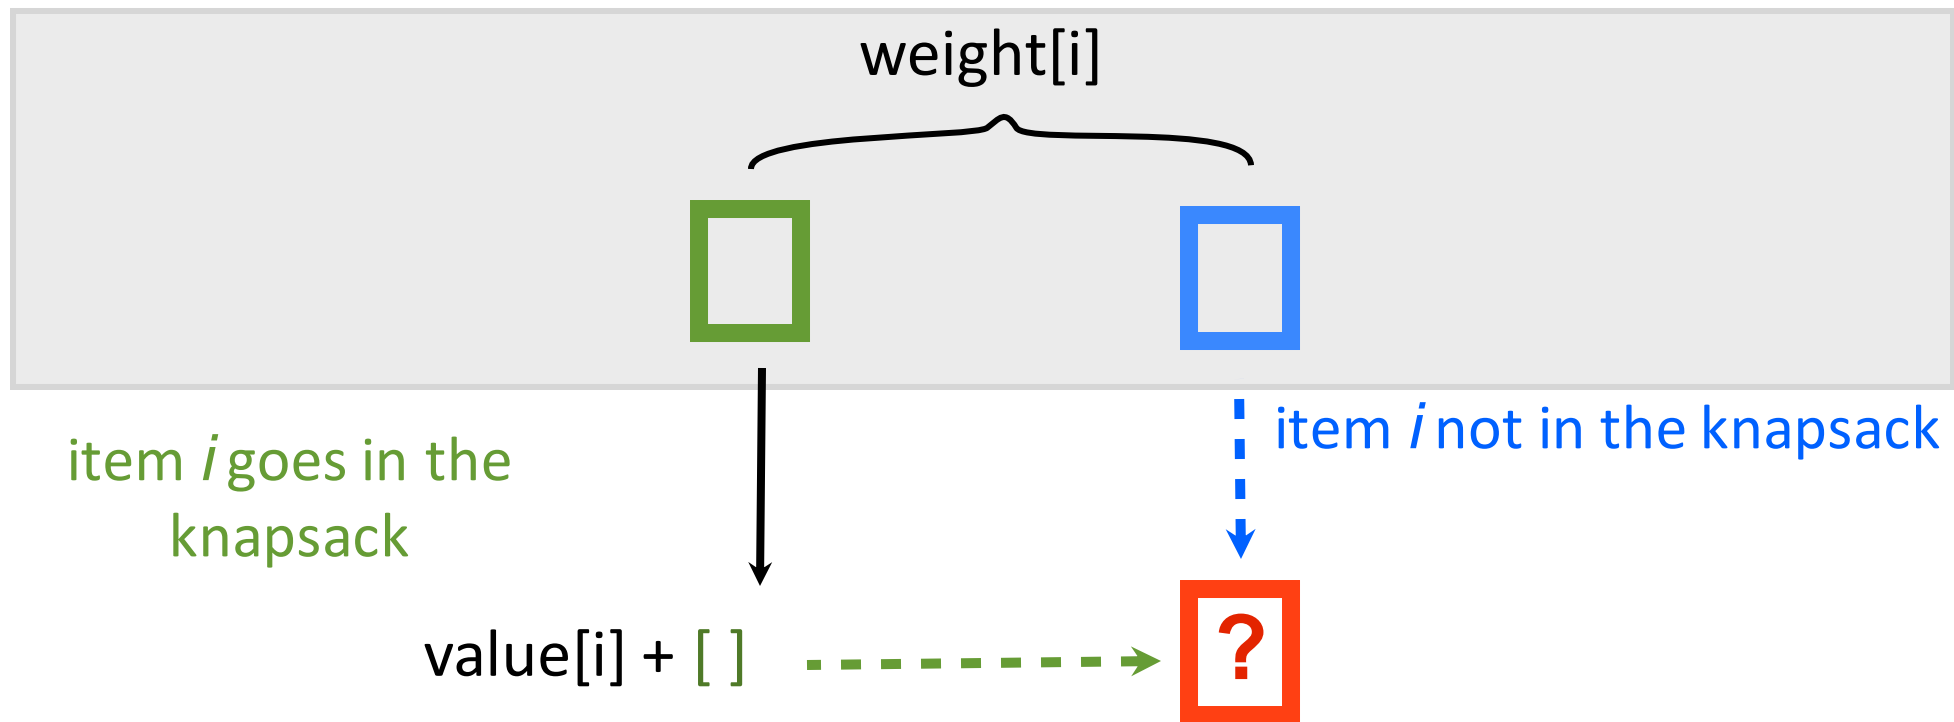 weight[i]
item i not in the knapsack
item i goes in the
knapsack
value[i] + [ ]
?